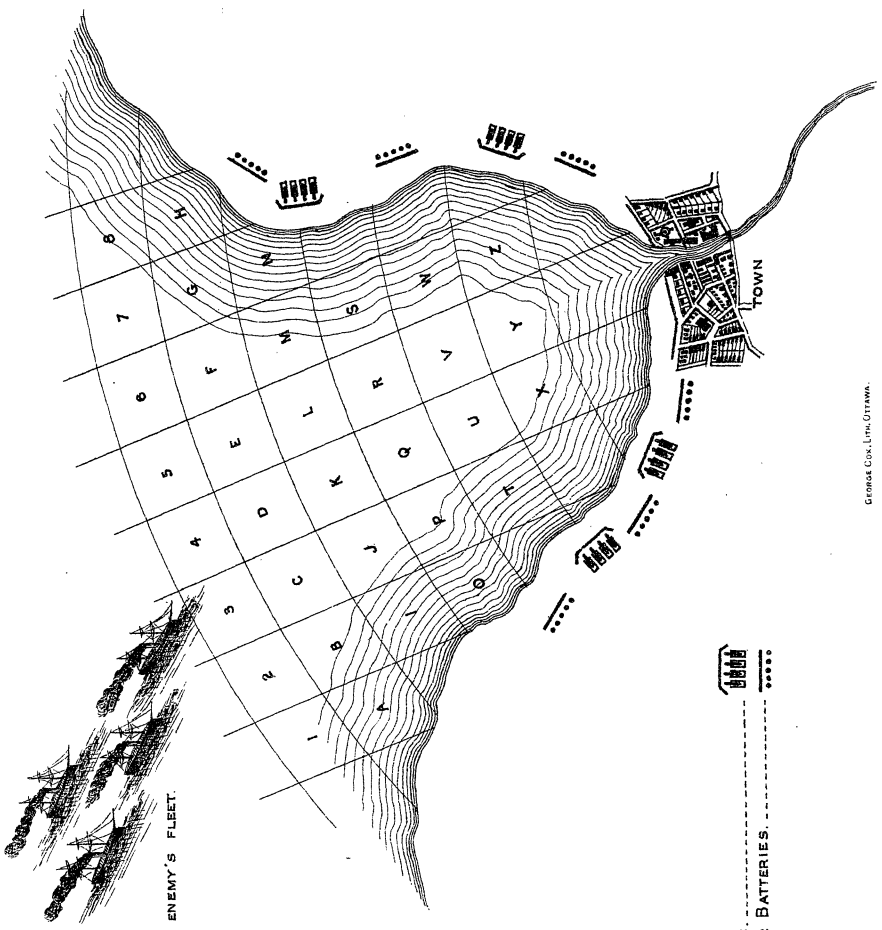 ENEMY'S FLEET.
1 2 3 4 5 6 7 8
A B C D E F G H
I J K L M N
O P Q R S
T U V W
X Y Z
TOWN
BATTERIES.
GEORGE COX, LITH, OTTAWA.